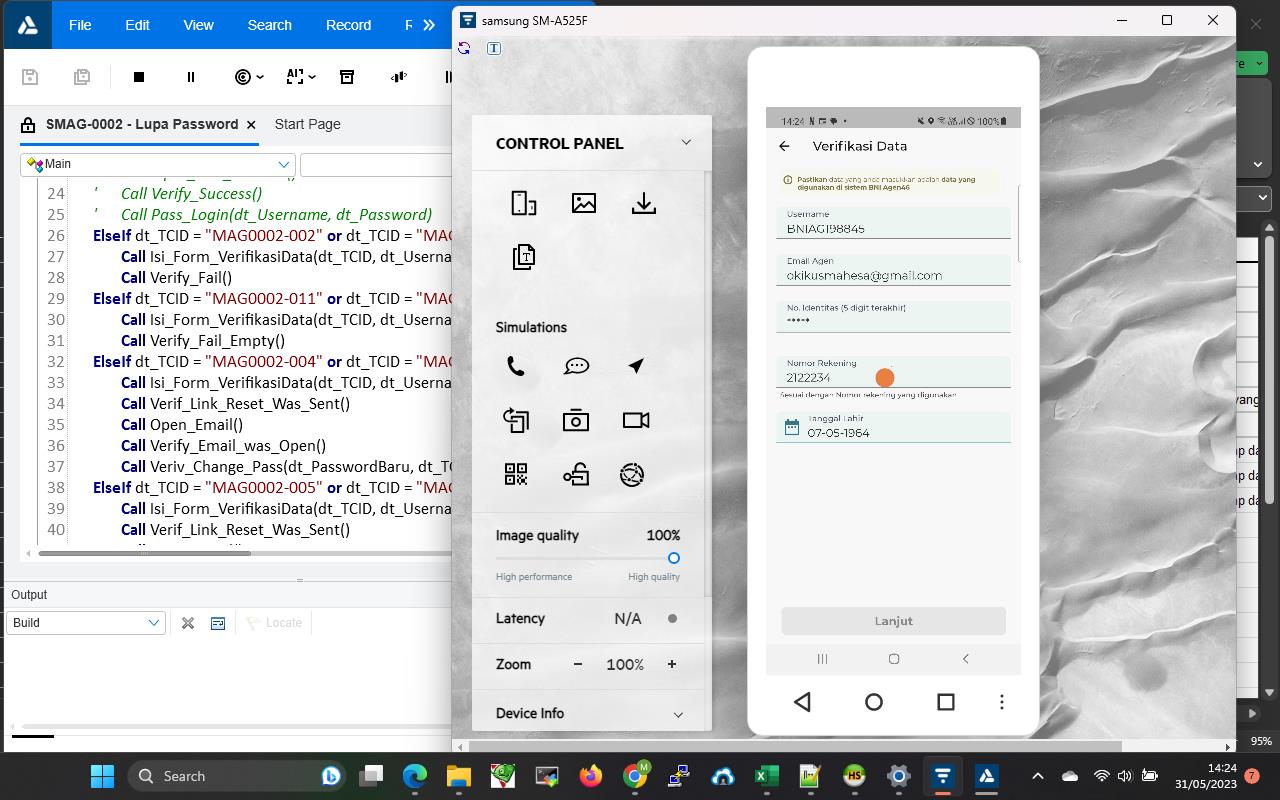 File Edit View Search Record
samsung SM-A525F
SMAG-0002 - Lupa Password
Start Page
Main
24 ' Call Verify_Success()
25 ' Call Pass_Login(dt_Username, dt_Password)
26 ElseIf dt_TCID = "MAG0002-002" or dt_TCID = "MAG
27 Call Isi_Form_VerifikasiData(dt_TCID, dt_Userna
28 Call Verify_Fail()
29 ElseIf dt_TCID = "MAG0002-011" or dt_TCID = "MAG
30 Call Isi_Form_VerifikasiData(dt_TCID, dt_Userna
31 Call Verify_Fail_Empty()
32 ElseIf dt_TCID = "MAG0002-004" or dt_TCID = "MAG
33 Call Isi_Form_VerifikasiData(dt_TCID, dt_Userna
34 Call Verif_Link_Reset_Was_Sent()
35 Call Open_Email()
36 Call Verify_Email_was_Open()
37 Call Veriv_Change_Pass(dt_PasswordBaru, dt_TC
38 ElseIf dt_TCID = "MAG0002-005" or dt_TCID = "MAG
39 Call Isi_Form_VerifikasiData(dt_TCID, dt_Userna
40 Call Verif_Link_Reset_Was_Sent()
Output
Build
Locate
CONTROL PANEL
Simulations
Image quality 100%
High performance High quality
Latency N/A
Zoom - 100% +
Device Info
14:24 100%
Verifikasi Data
Pastikan data yang anda masukkan adalah data yang
digunakan di sistem BNI Agen46
Username
BNIAG198845
Email Agen
okikusmahesa@gmail.com
No. Identitas (5 digit terakhir)
*****
Nomor Rekening
2122234
Sesuai dengan Nomor rekening yang digunakan
Tanggal Lahir
07-05-1964
Lanjut
95%
Search
14:24
31/05/2023
7